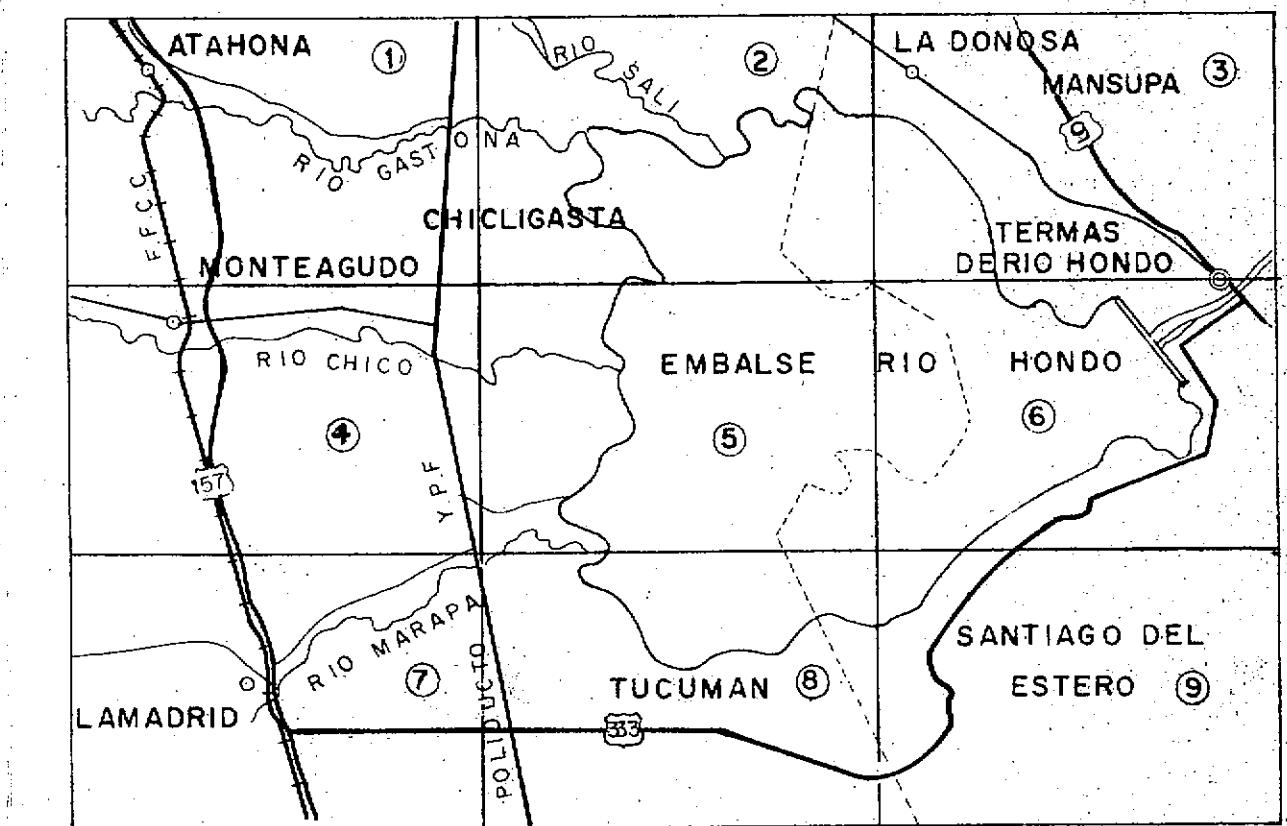 ATAHONA
1
RIO SALI
2
LA DONOSA
MANSUPA
3
9
RIO GASTONA
F.F.C.C.
CHICLIGASTA
MONTEAGUDO
TERMAS
DE RIO HONDO
RIO CHICO
EMBALSE RIO HONDO
4
5
6
157
Y.P.F
RIO MARAPA
7
POLIDUCTO
TUCUMAN
8
SANTIAGO DEL
ESTERO
9
LAMADRID
333